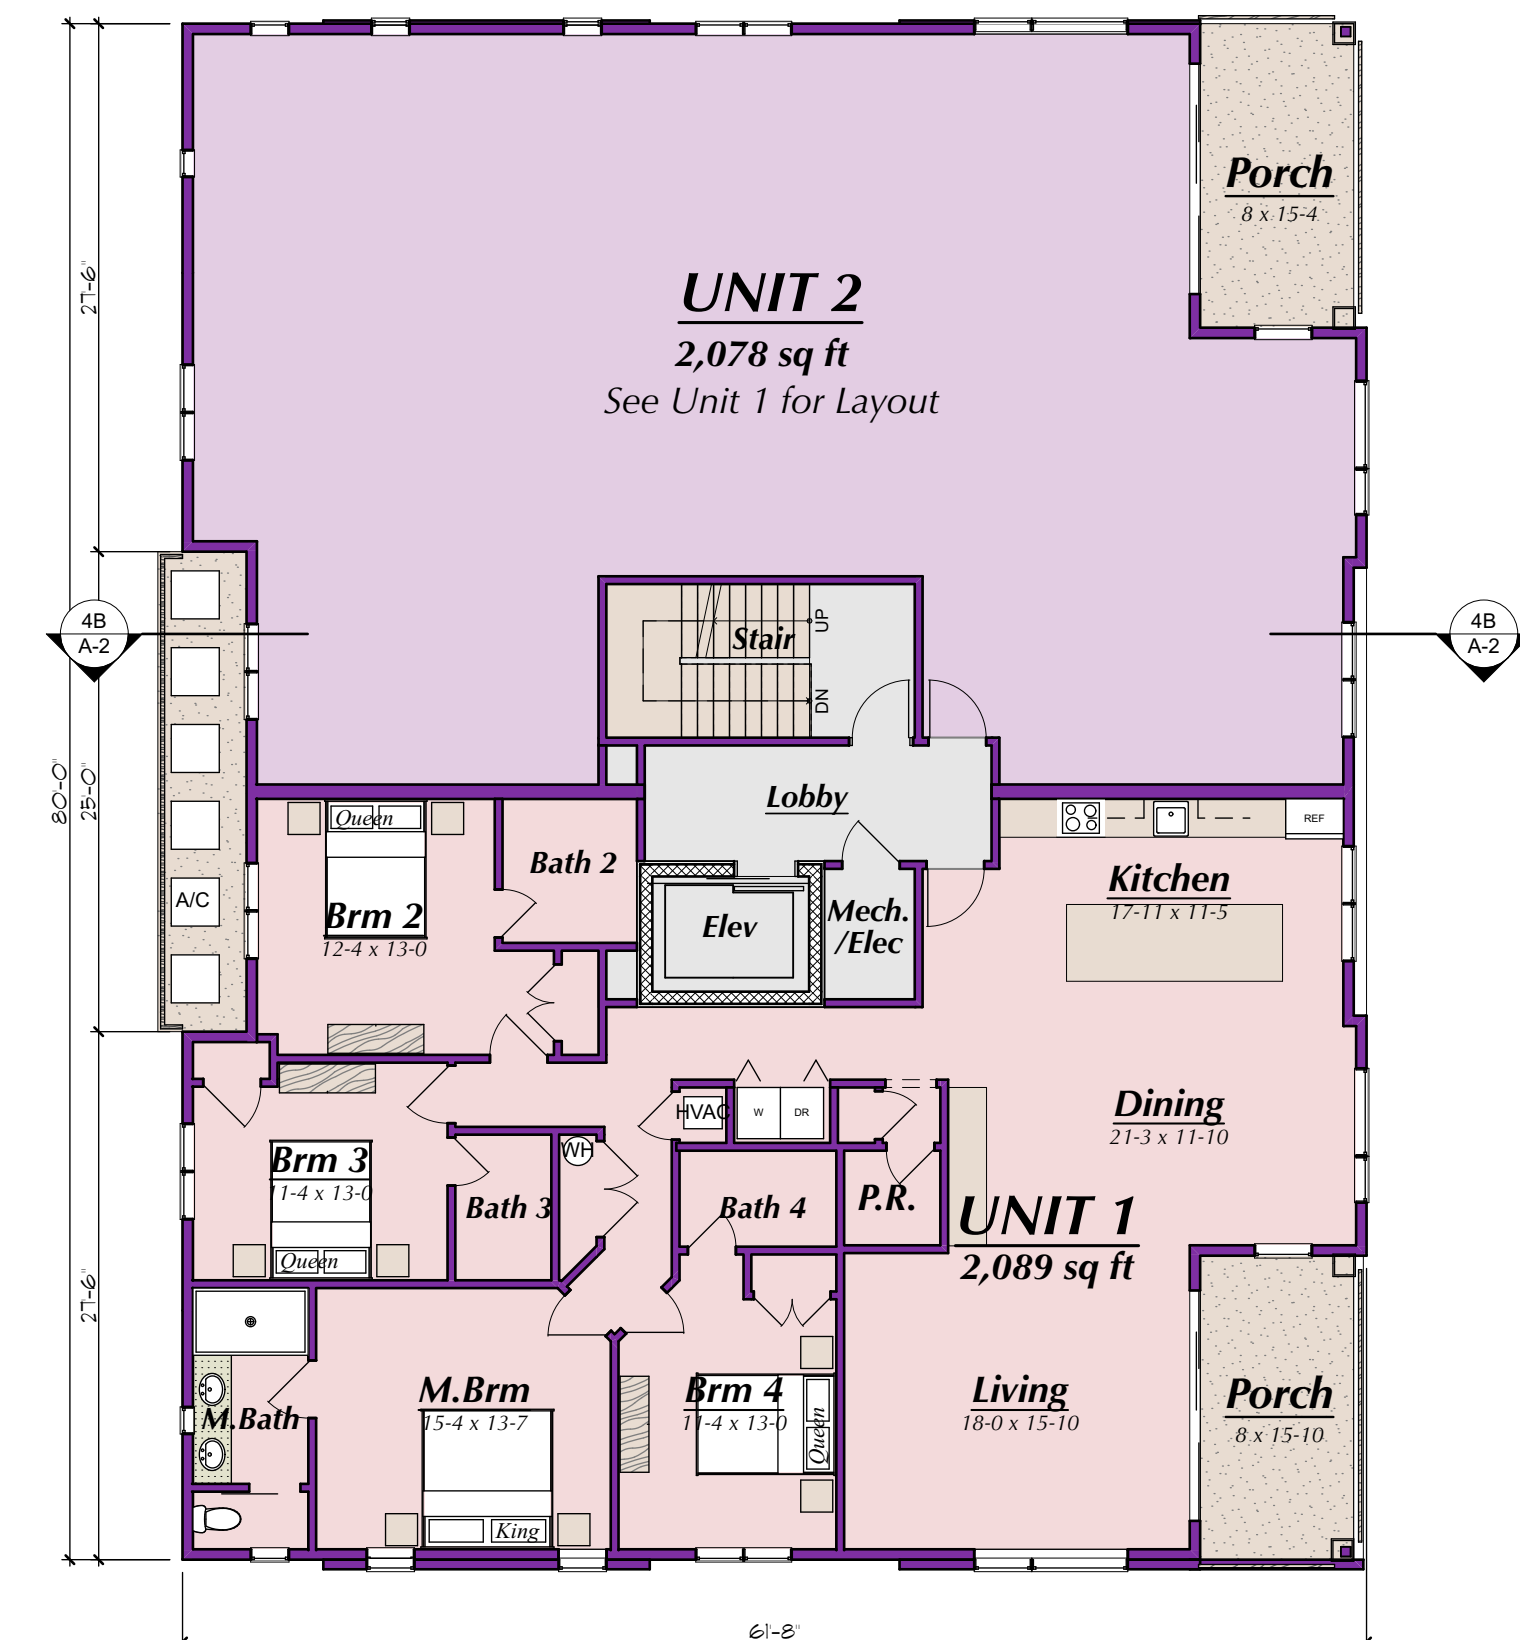 Porch
8 x 15-4
UNIT 2
2,078 sq ft
See Unit 1 for Layout
27'-6"
4B
A-2
4B
A-2
Stair
UP
DN
80'-0"
25'-0"
Lobby
Queen
Brm 2
12-4 x 13-0
Bath 2
Elev
Mech.
/Elec
REF
Kitchen
17-11 x 11-5
A/C
HVAC
W
DR
Dining
21-3 x 11-10
Brm 3
11-4 x 13-0
Queen
WH
Bath 3
Bath 4
P.R.
UNIT 1
2,089 sq ft
27'-6"
M.Bath
M.Brm
15-4 x 13-7
King
Brm 4
11-4 x 13-0
Queen
Living
18-0 x 15-10
Porch
8 x 15-10
61'-8"